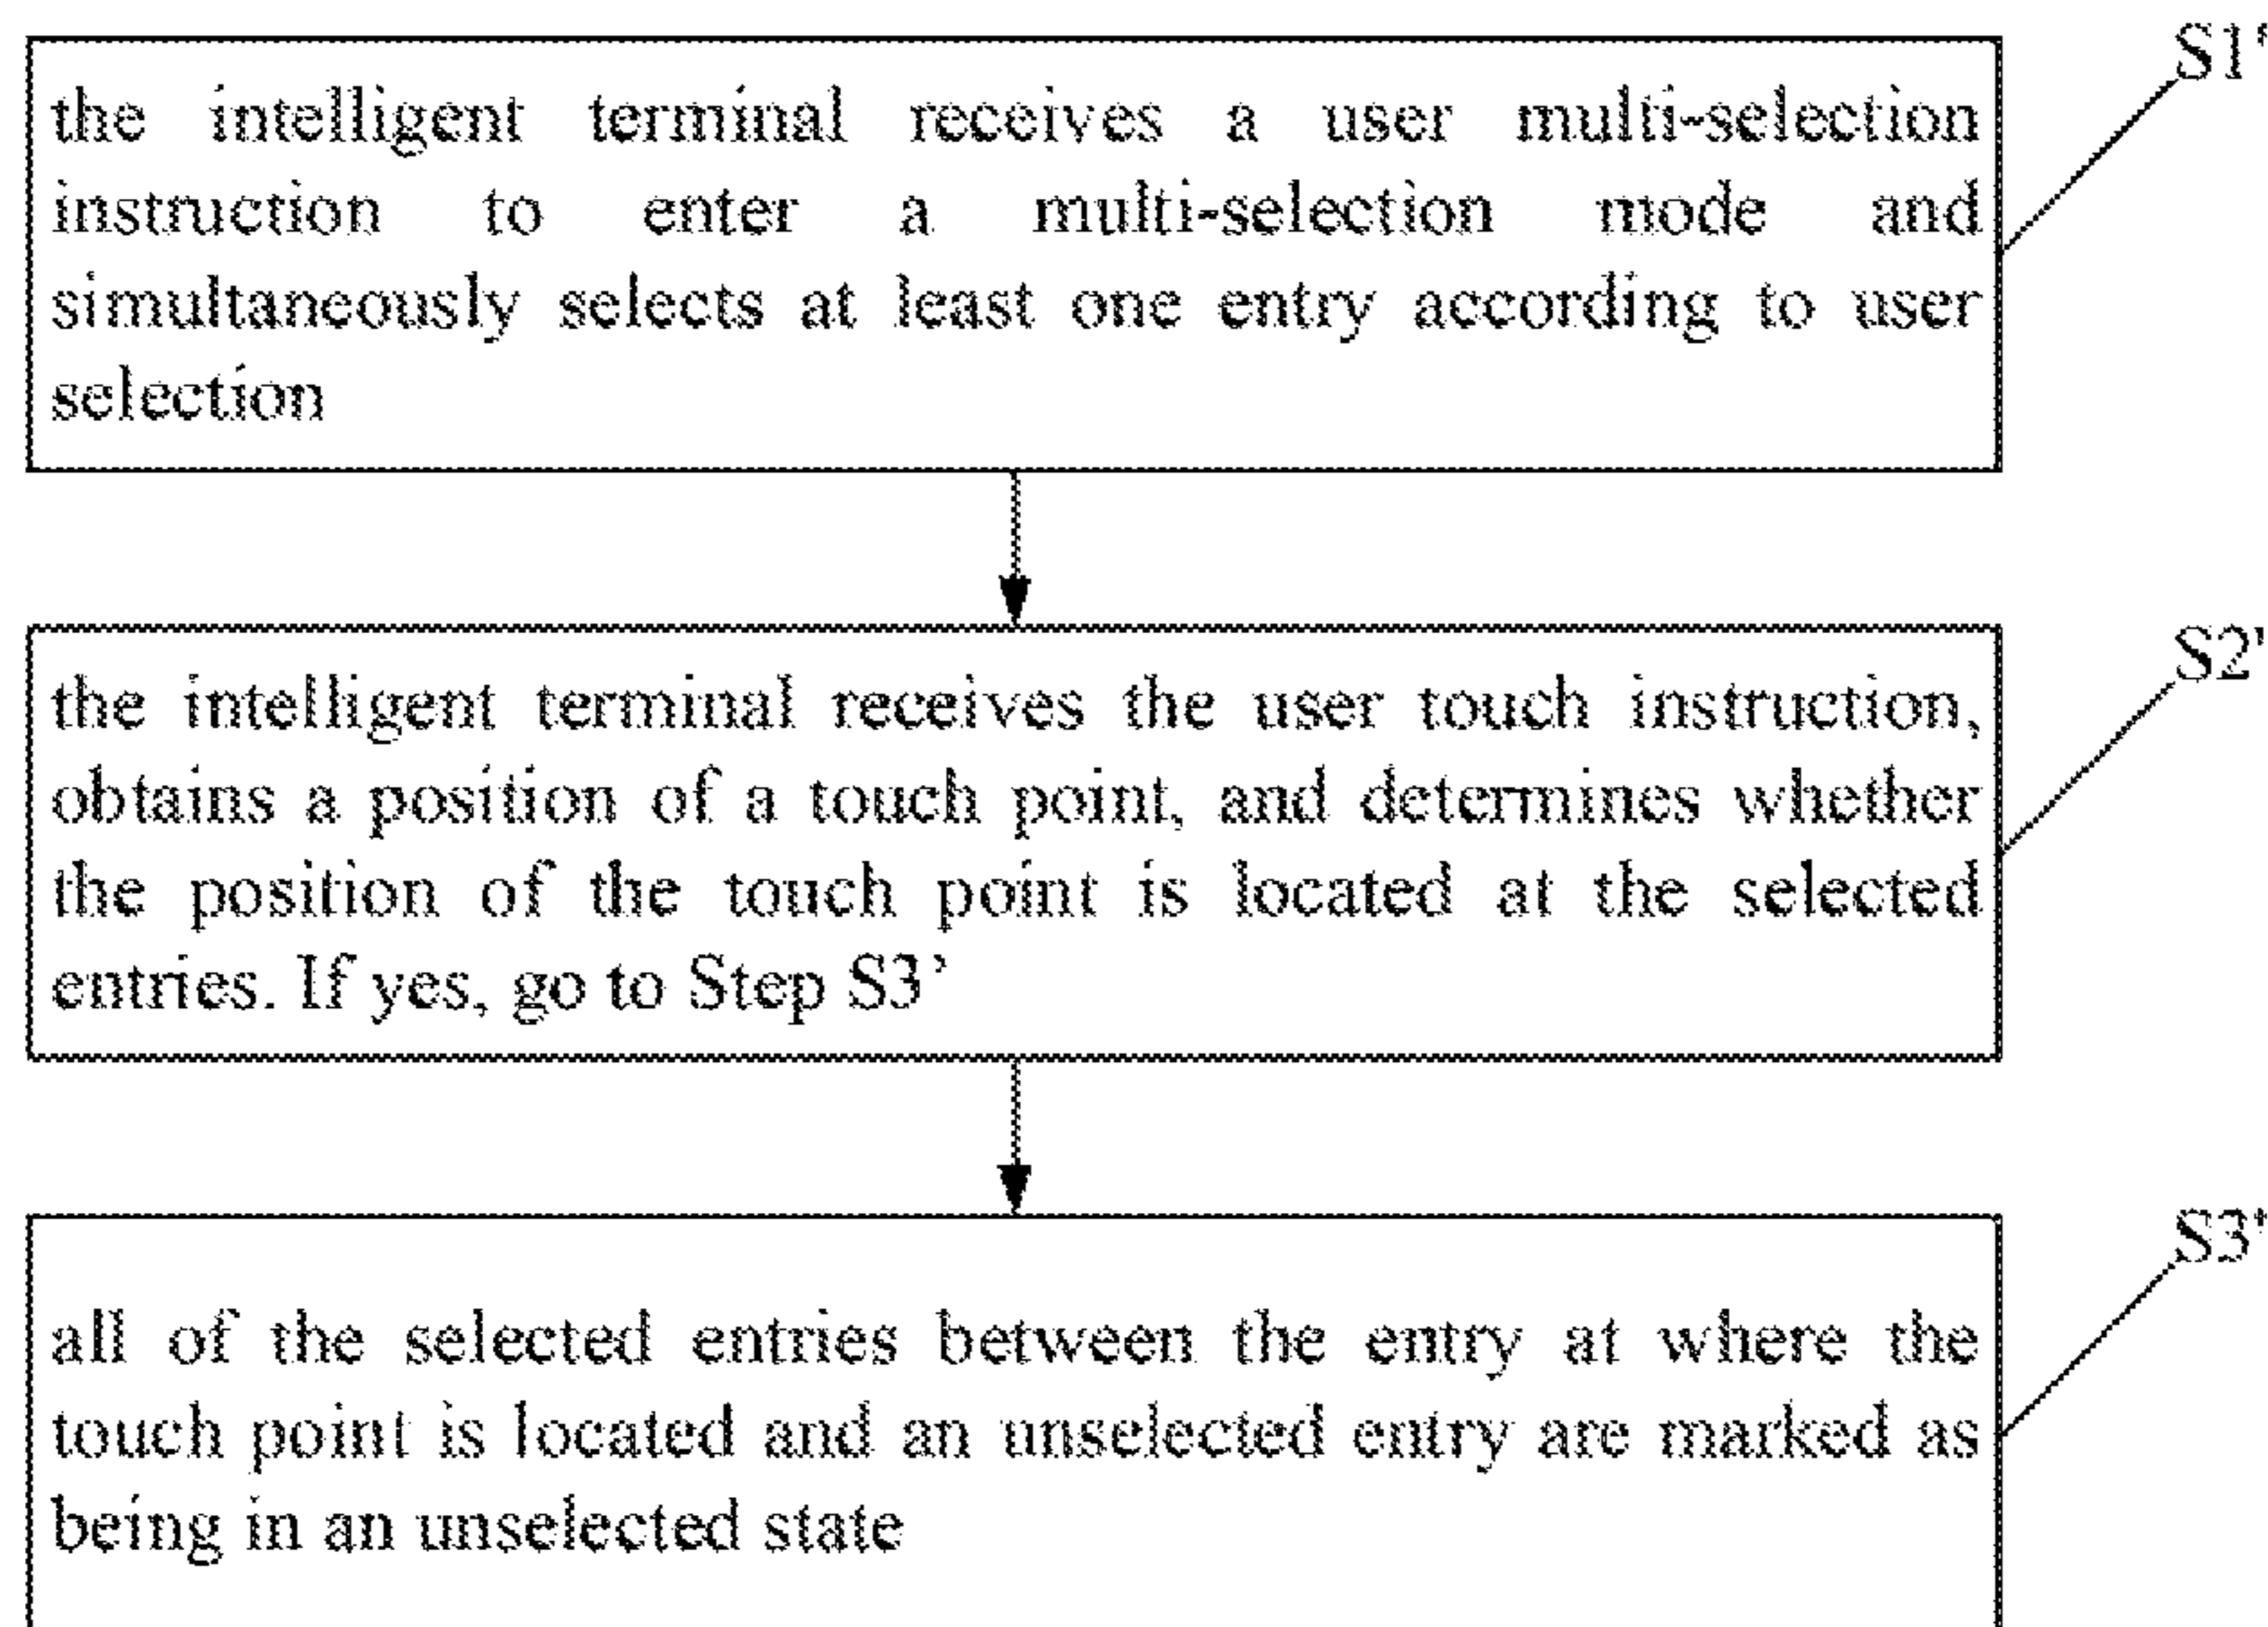 S1'
the intelligent terminal receives a user multi-selection
instruction to enter a multi-selection mode and
simultaneously selects at least one entry according to user
selection
S2'
the intelligent terminal receives the user touch instruction,
obtains a position of a touch point, and determines whether
the position of the touch point is located at the selected
entries. If yes, go to Step S3’
S3'
all of the selected entries between the entry at where the
touch point is located and an unselected entry are marked as
being in an unselected state